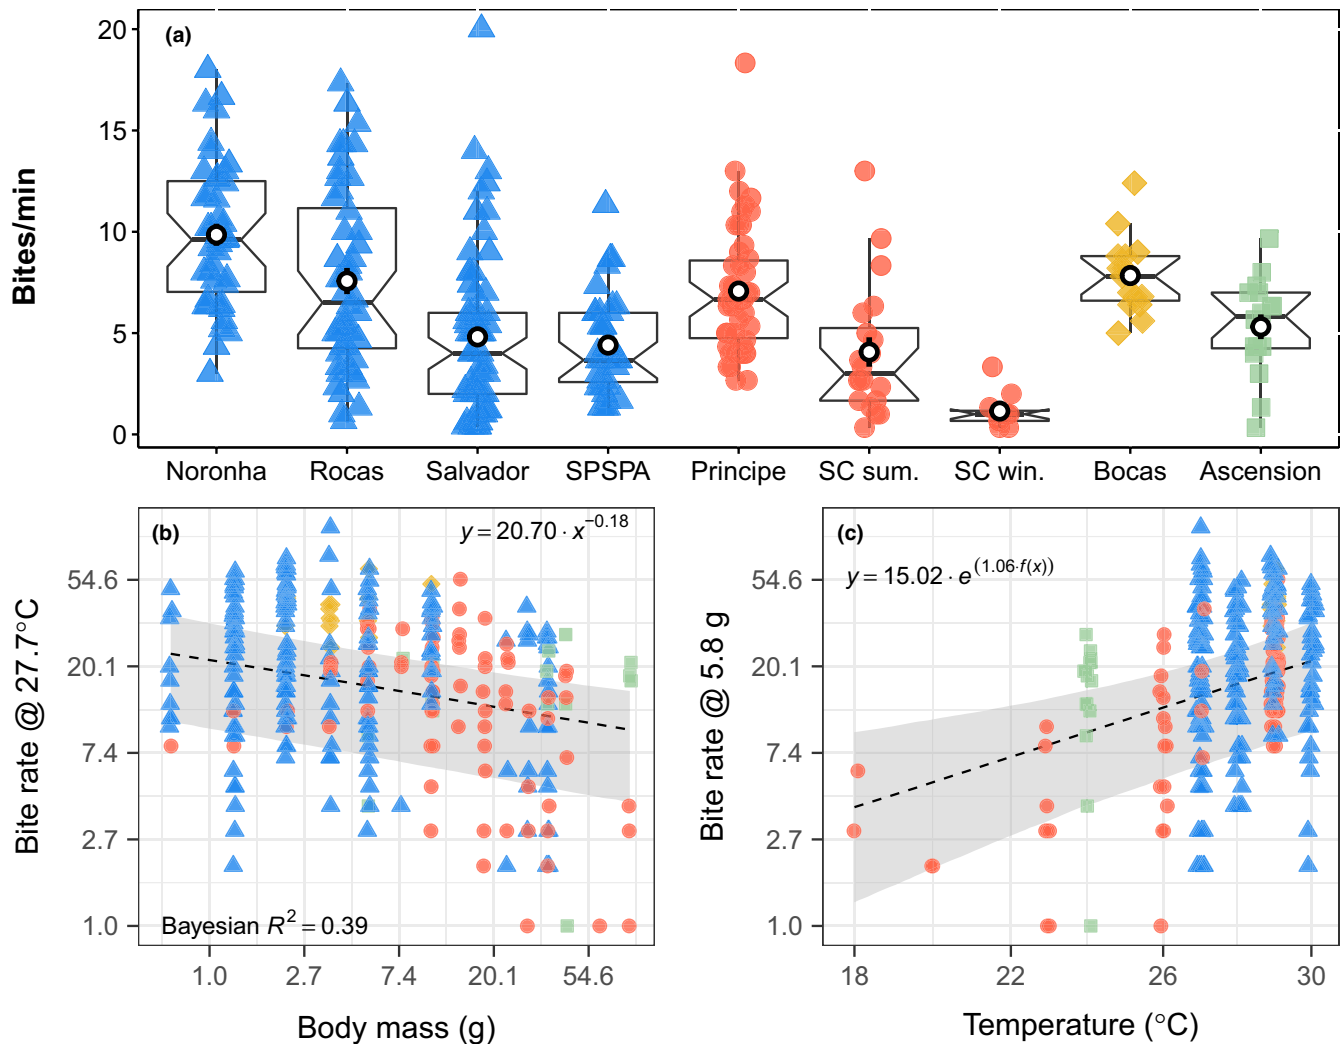 (a)
Bites/min
20
15
10
5
0
Noronha Rocas Salvador SPSPA Principe SC sum. SC win. Bocas Ascension
(b)
y = 20.70 · x^−0.18
Bite rate @ 27.7°C
54.6
20.1
7.4
2.7
1.0
Bayesian R² = 0.39
1.0 2.7 7.4 20.1 54.6
Body mass (g)
(c)
y = 15.02 · e^(1.06·f(x))
Bite rate @ 5.8 g
54.6
20.1
7.4
2.7
1.0
18 22 26 30
Temperature (°C)